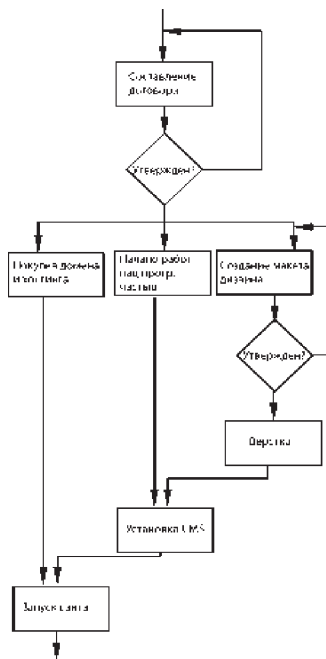 Составление
договора
Утвержден?
Покупка домена
и хостинга
Начало работ
над прогр.
частью
Создание макета
дизайна
Утвержден?
Верстка
Установка CMS
Запуск сайта